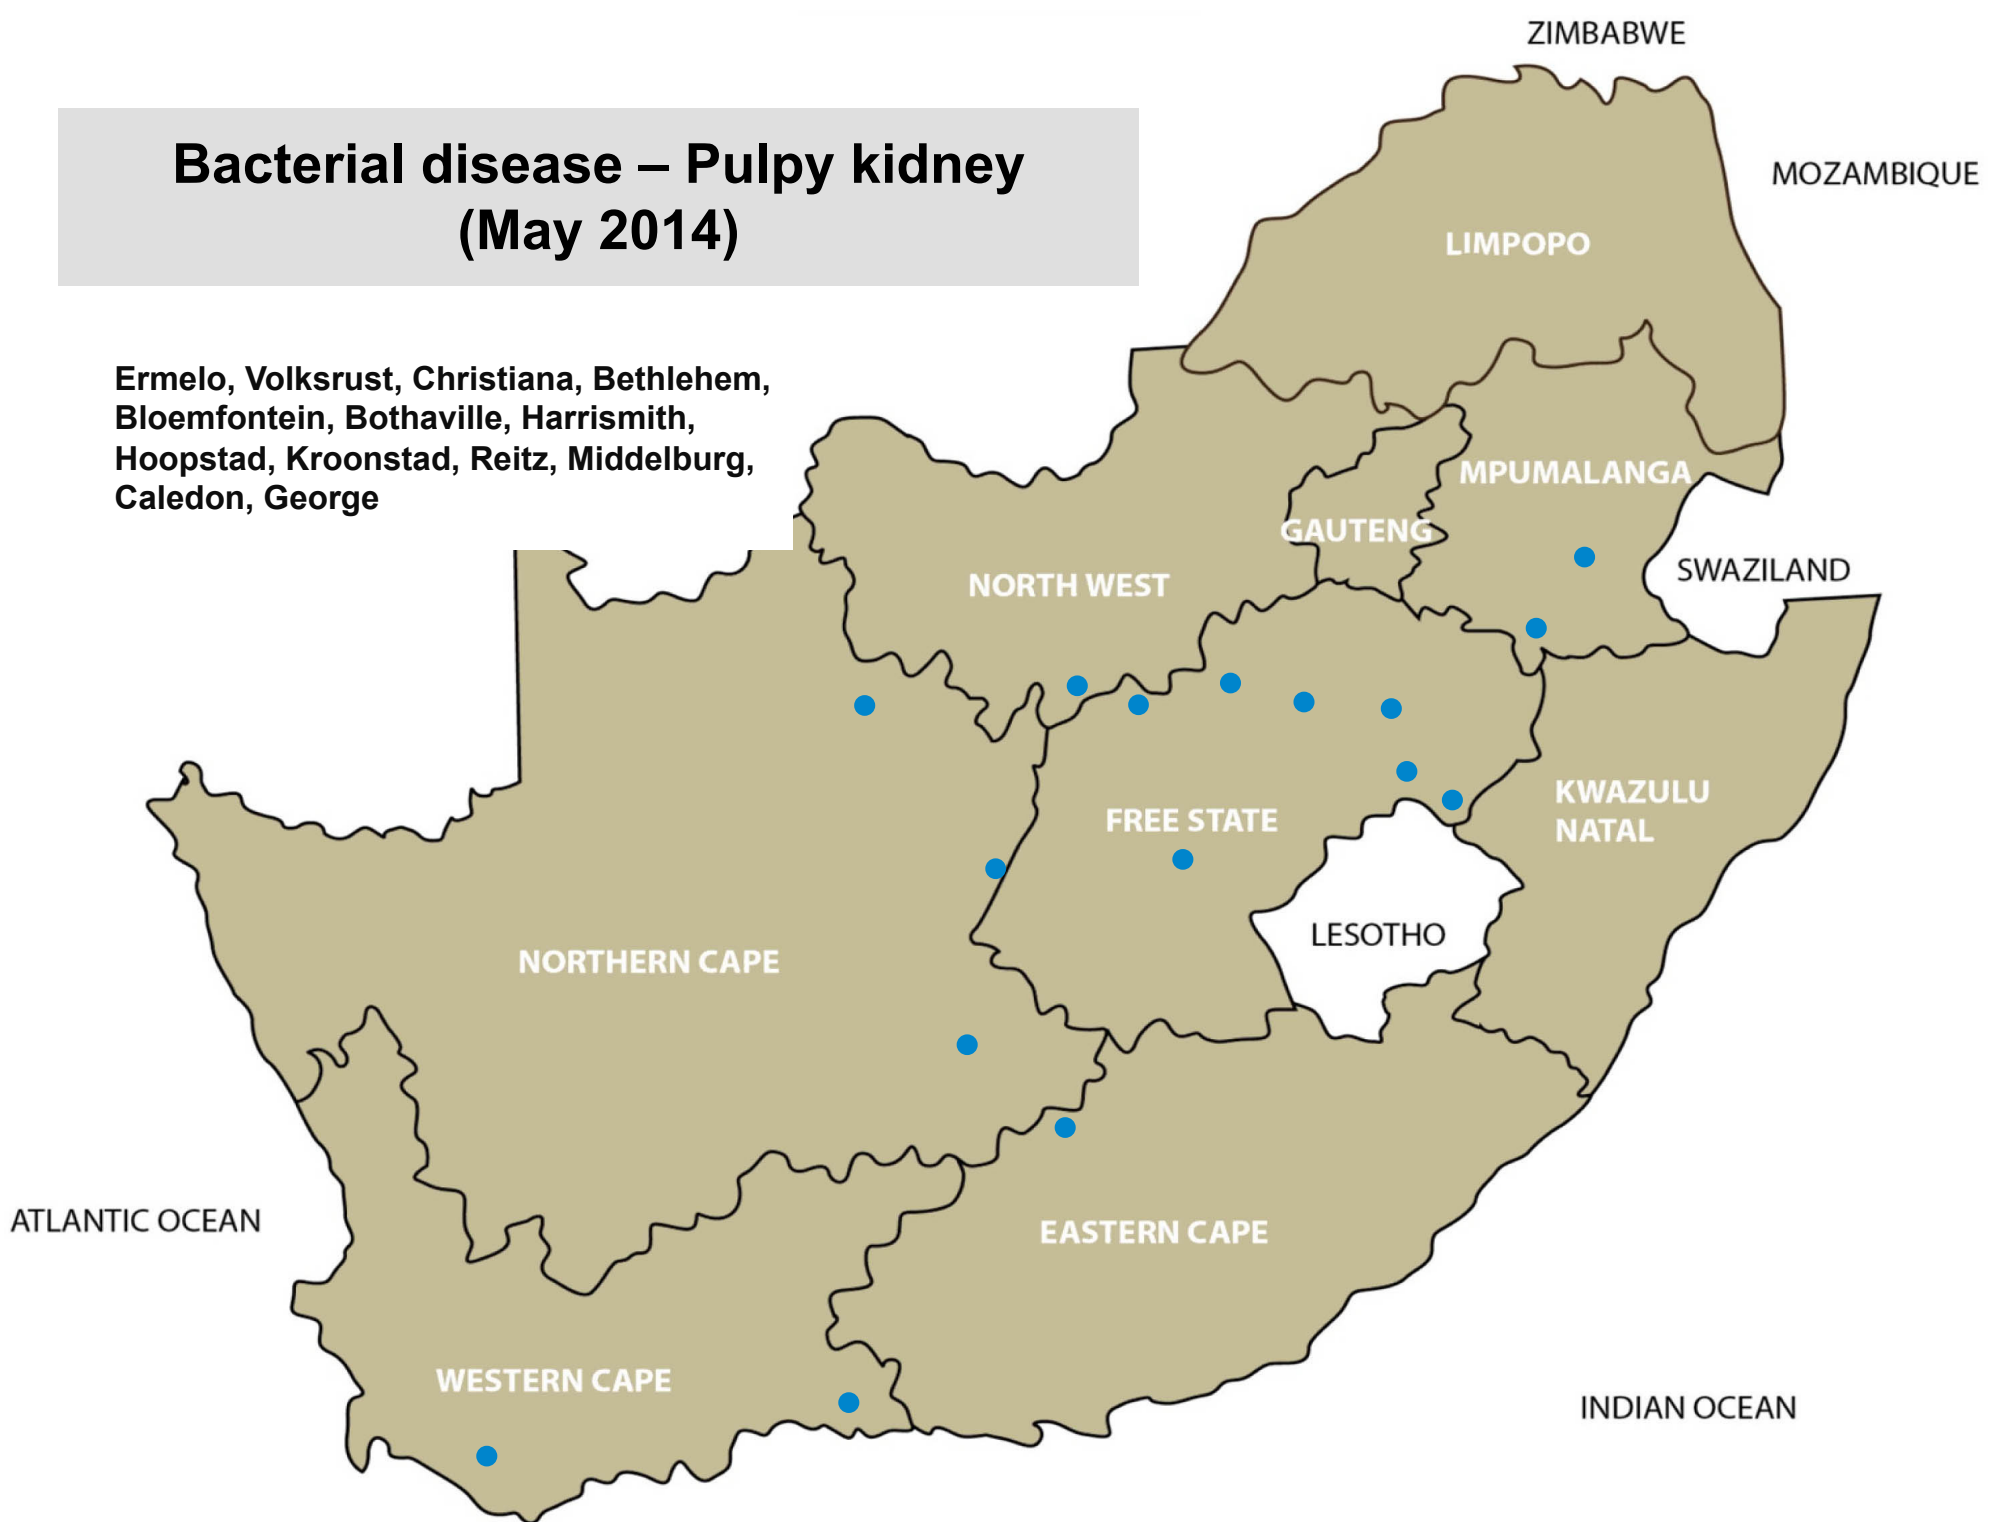 ZIMBABWE
Bacterial disease – Pulpy kidney
(May 2014)
MOZAMBIQUE
LIMPOPO
Ermelo, Volksrust, Christiana, Bethlehem,
Bloemfontein, Bothaville, Harrismith,
Hoopstad, Kroonstad, Reitz, Middelburg,
Caledon, George
MPUMALANGA
GAUTENG
SWAZILAND
NORTH WEST
KWAZULU
NATAL
FREE STATE
LESOTHO
NORTHERN CAPE
ATLANTIC OCEAN
EASTERN CAPE
WESTERN CAPE
INDIAN OCEAN